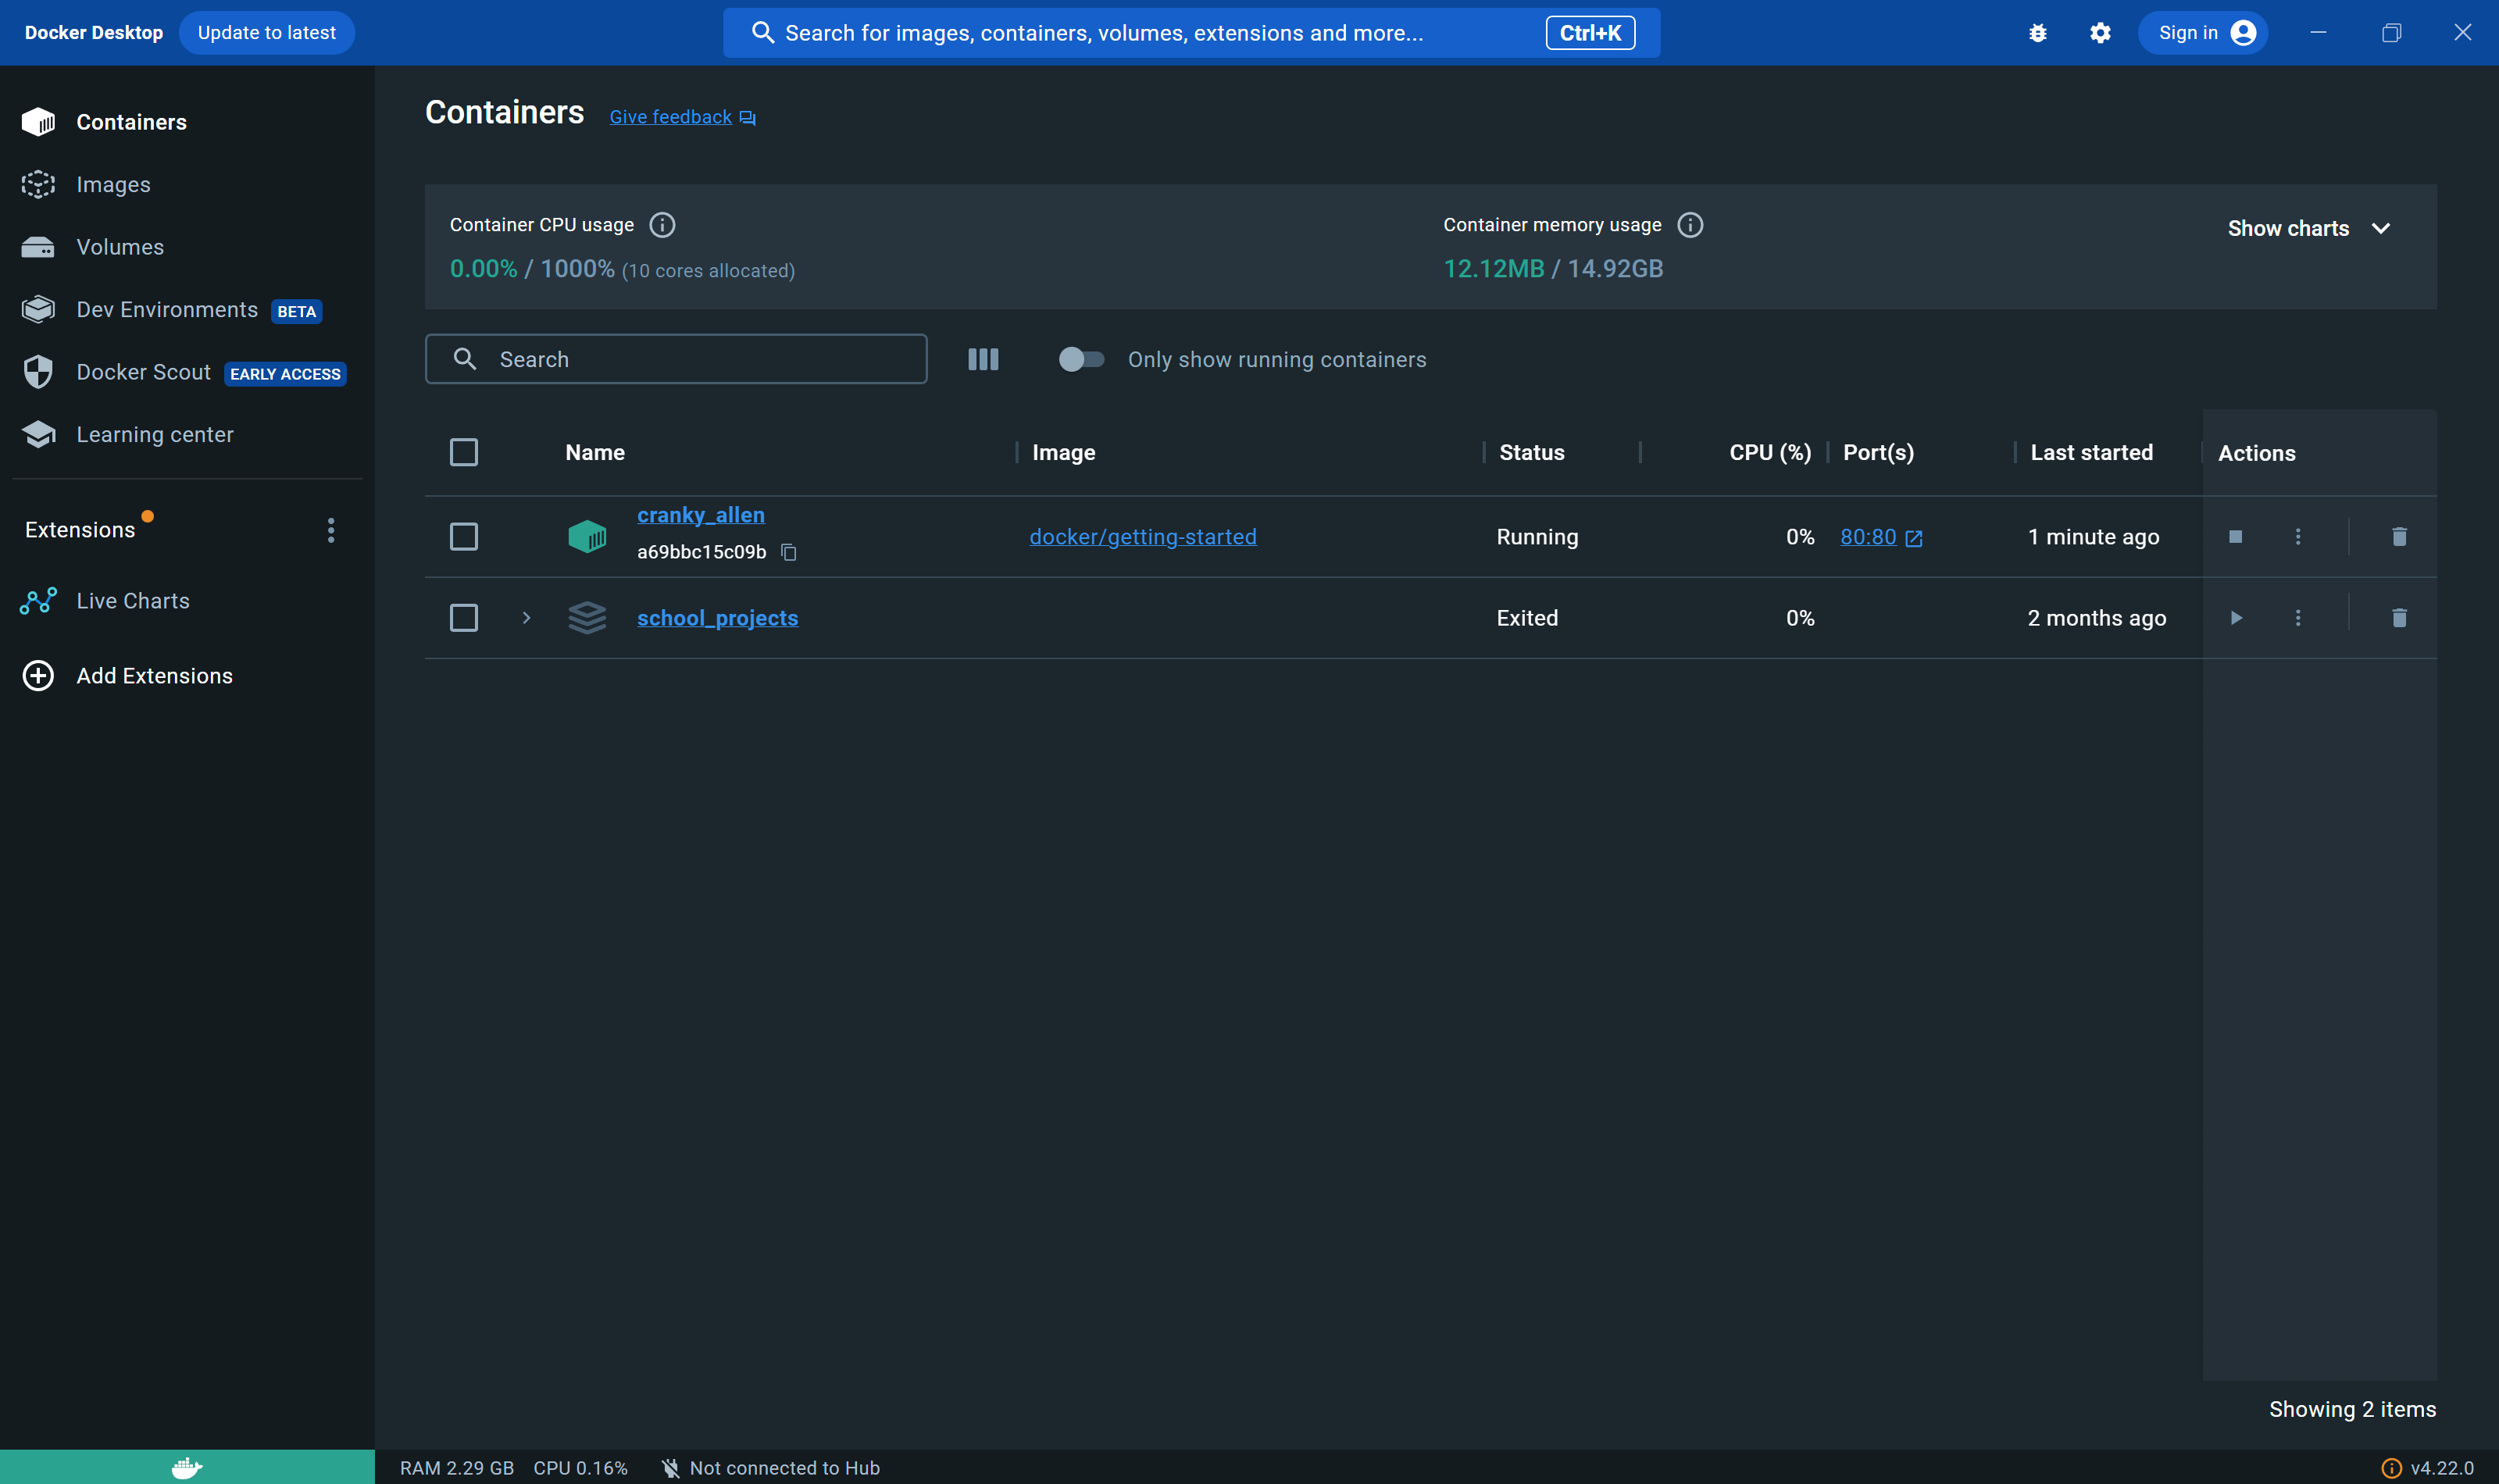 Docker Desktop
Update to latest
Search for images, containers, volumes, extensions and more...
Ctrl+K
Sign in
Containers
Images
Volumes
Dev Environments BETA
Docker Scout EARLY ACCESS
Learning center
Extensions
Live Charts
Add Extensions
Containers
Give feedback
Container CPU usage
0.00% / 1000% (10 cores allocated)
Container memory usage
12.12MB / 14.92GB
Show charts
Search
Only show running containers
Name Image Status CPU (%) Port(s) Last started Actions
cranky_allen
a69bbc15c09b
docker/getting-started Running 0% 80:80 1 minute ago
school_projects Exited 0% 2 months ago
Showing 2 items
RAM 2.29 GB CPU 0.16% Not connected to Hub
v4.22.0